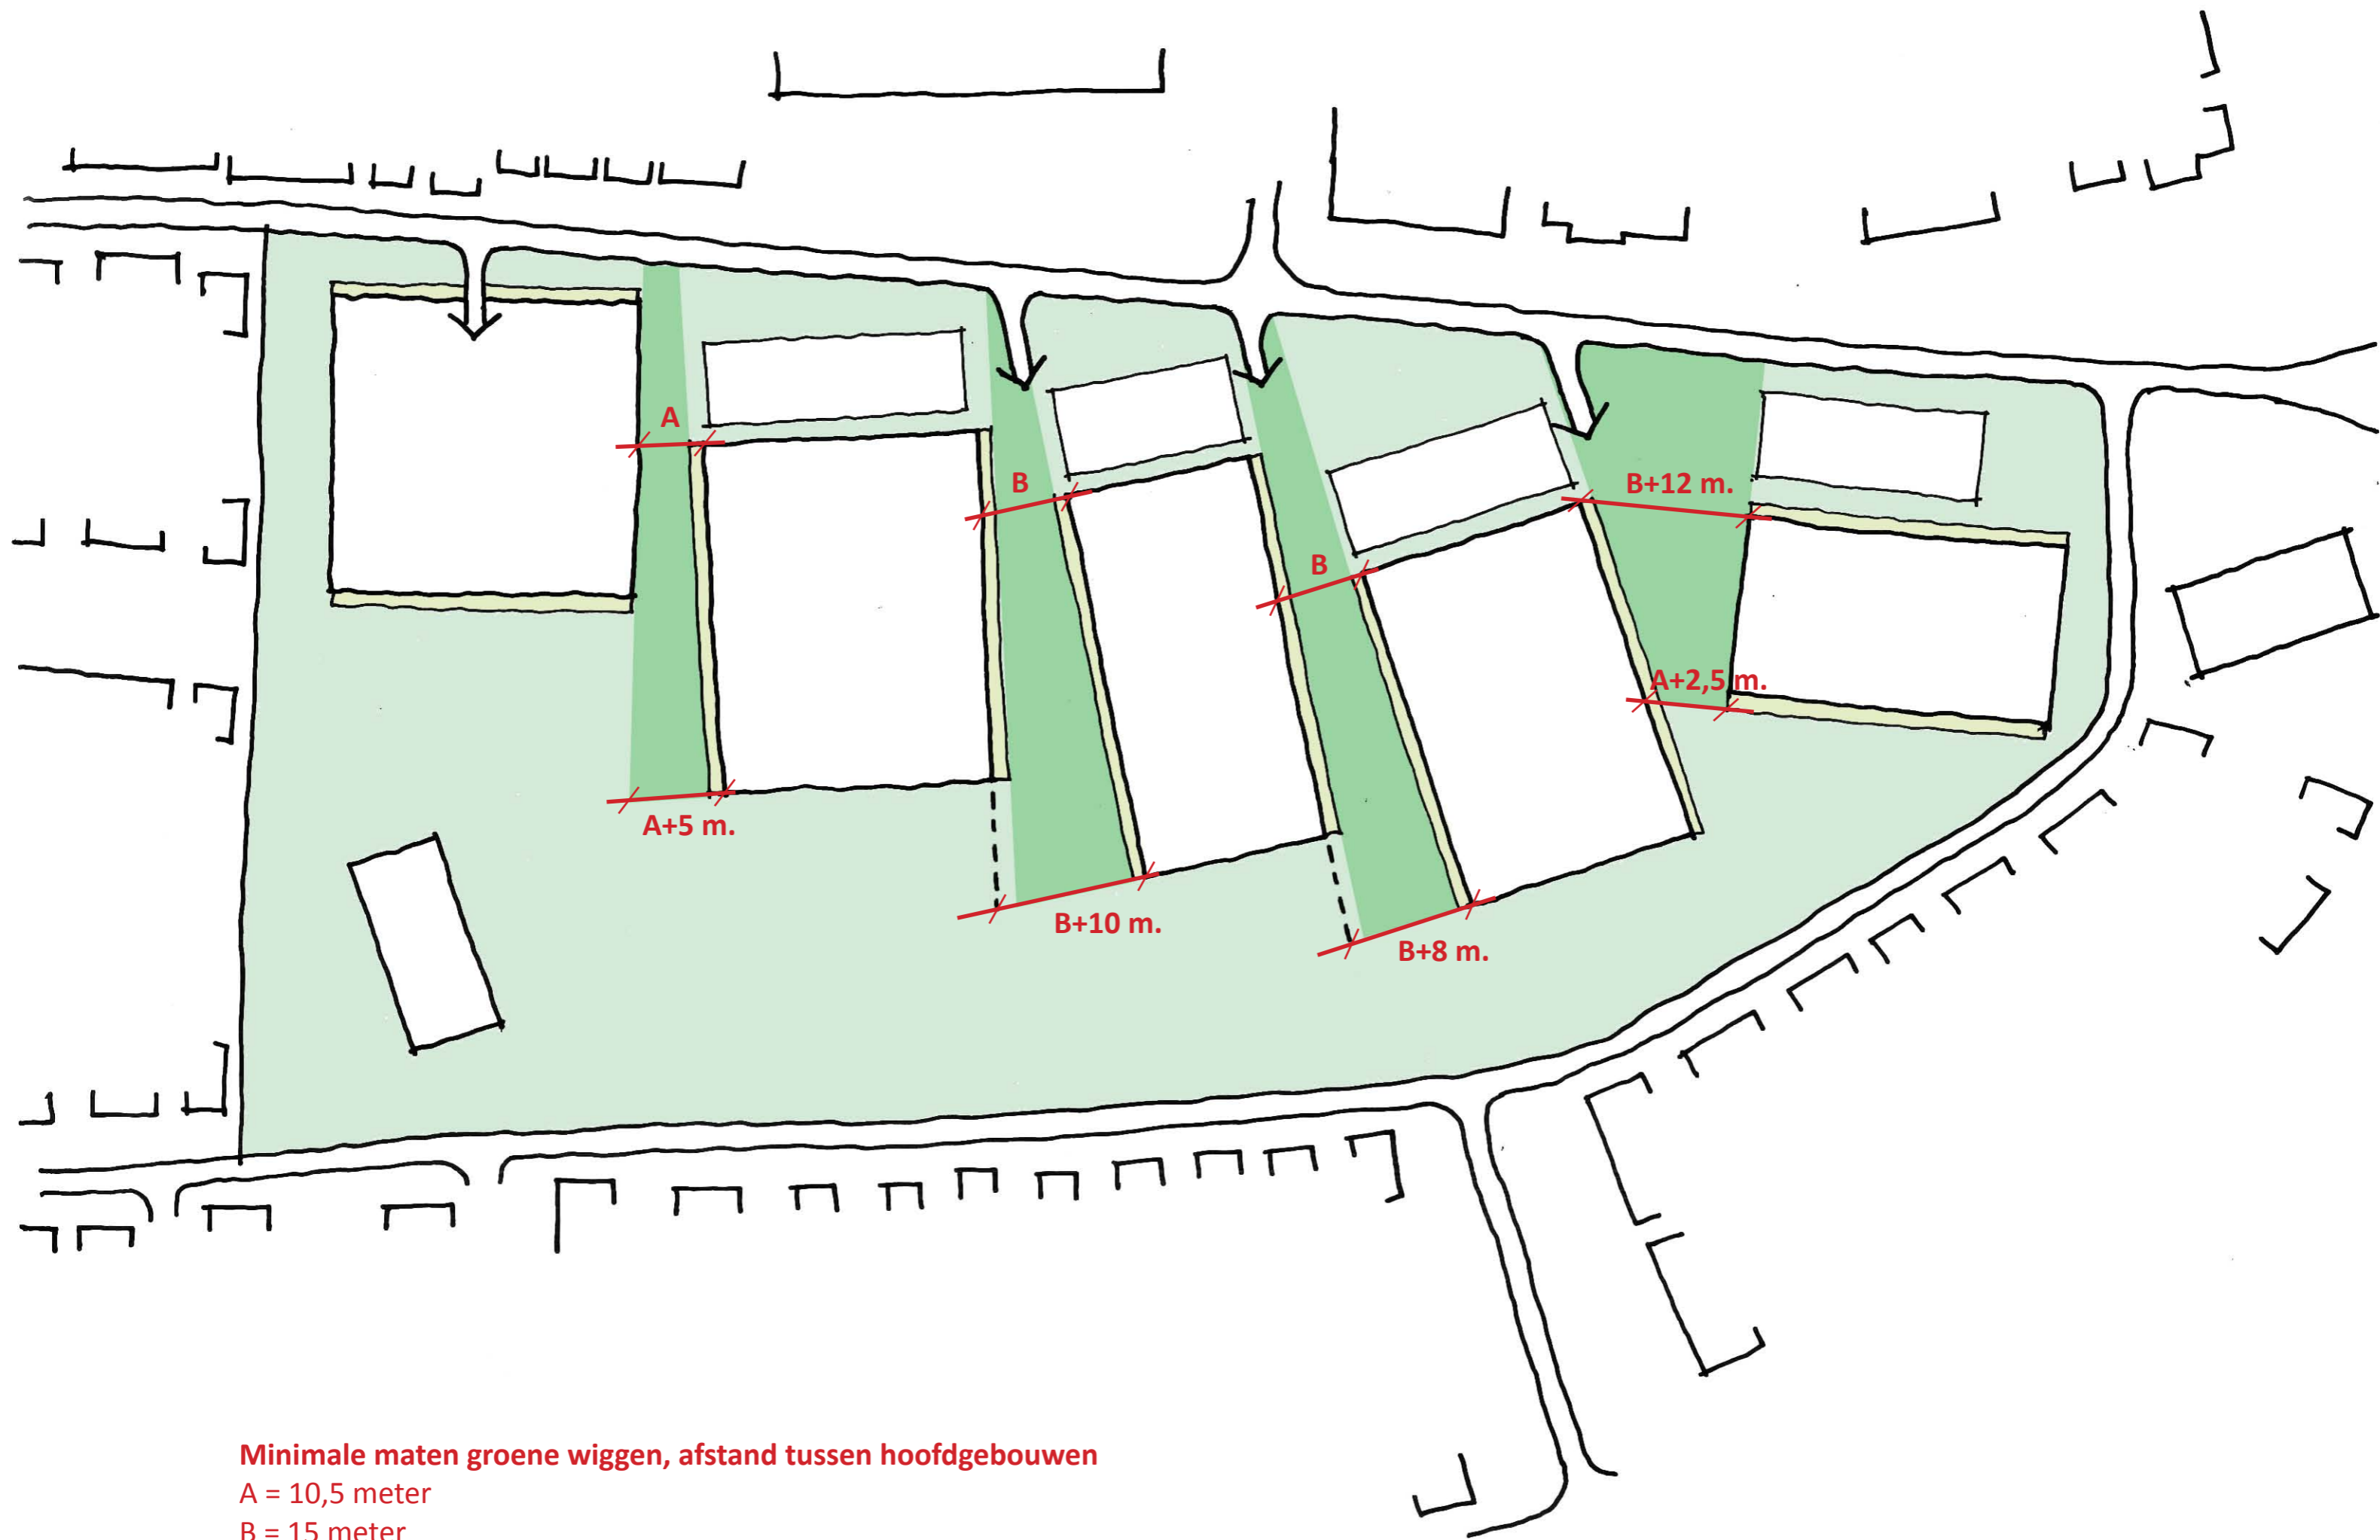 A
B
B+12 m.
B
A+2,5 m.
A+5 m.
B+10 m.
B+8 m.
Minimale maten groene wiggen, afstand tussen hoofdgebouwen
A = 10,5 meter
B = 15 meter